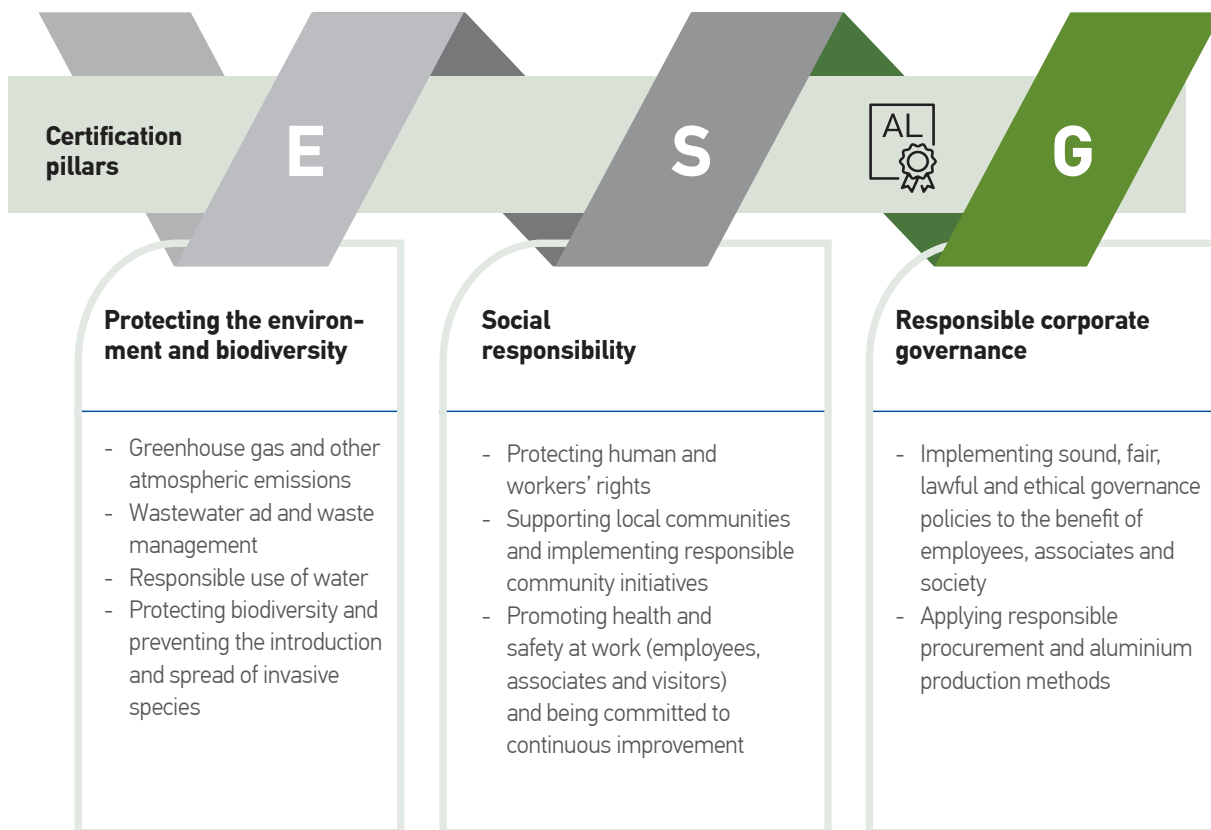 Certification
pillars
E
S
AL
G
Protecting the environ-
ment and biodiversity
- Greenhouse gas and other
atmospheric emissions
- Wastewater ad and waste
management
- Responsible use of water
- Protecting biodiversity and
preventing the introduction
and spread of invasive
species
Social
responsibility
- Protecting human and
workers’ rights
- Supporting local communities
and implementing responsible
community initiatives
- Promoting health and
safety at work (employees,
associates and visitors)
and being committed to
continuous improvement
Responsible corporate
governance
- Implementing sound, fair,
lawful and ethical governance
policies to the benefit of
employees, associates and
society
- Applying responsible
procurement and aluminium
production methods